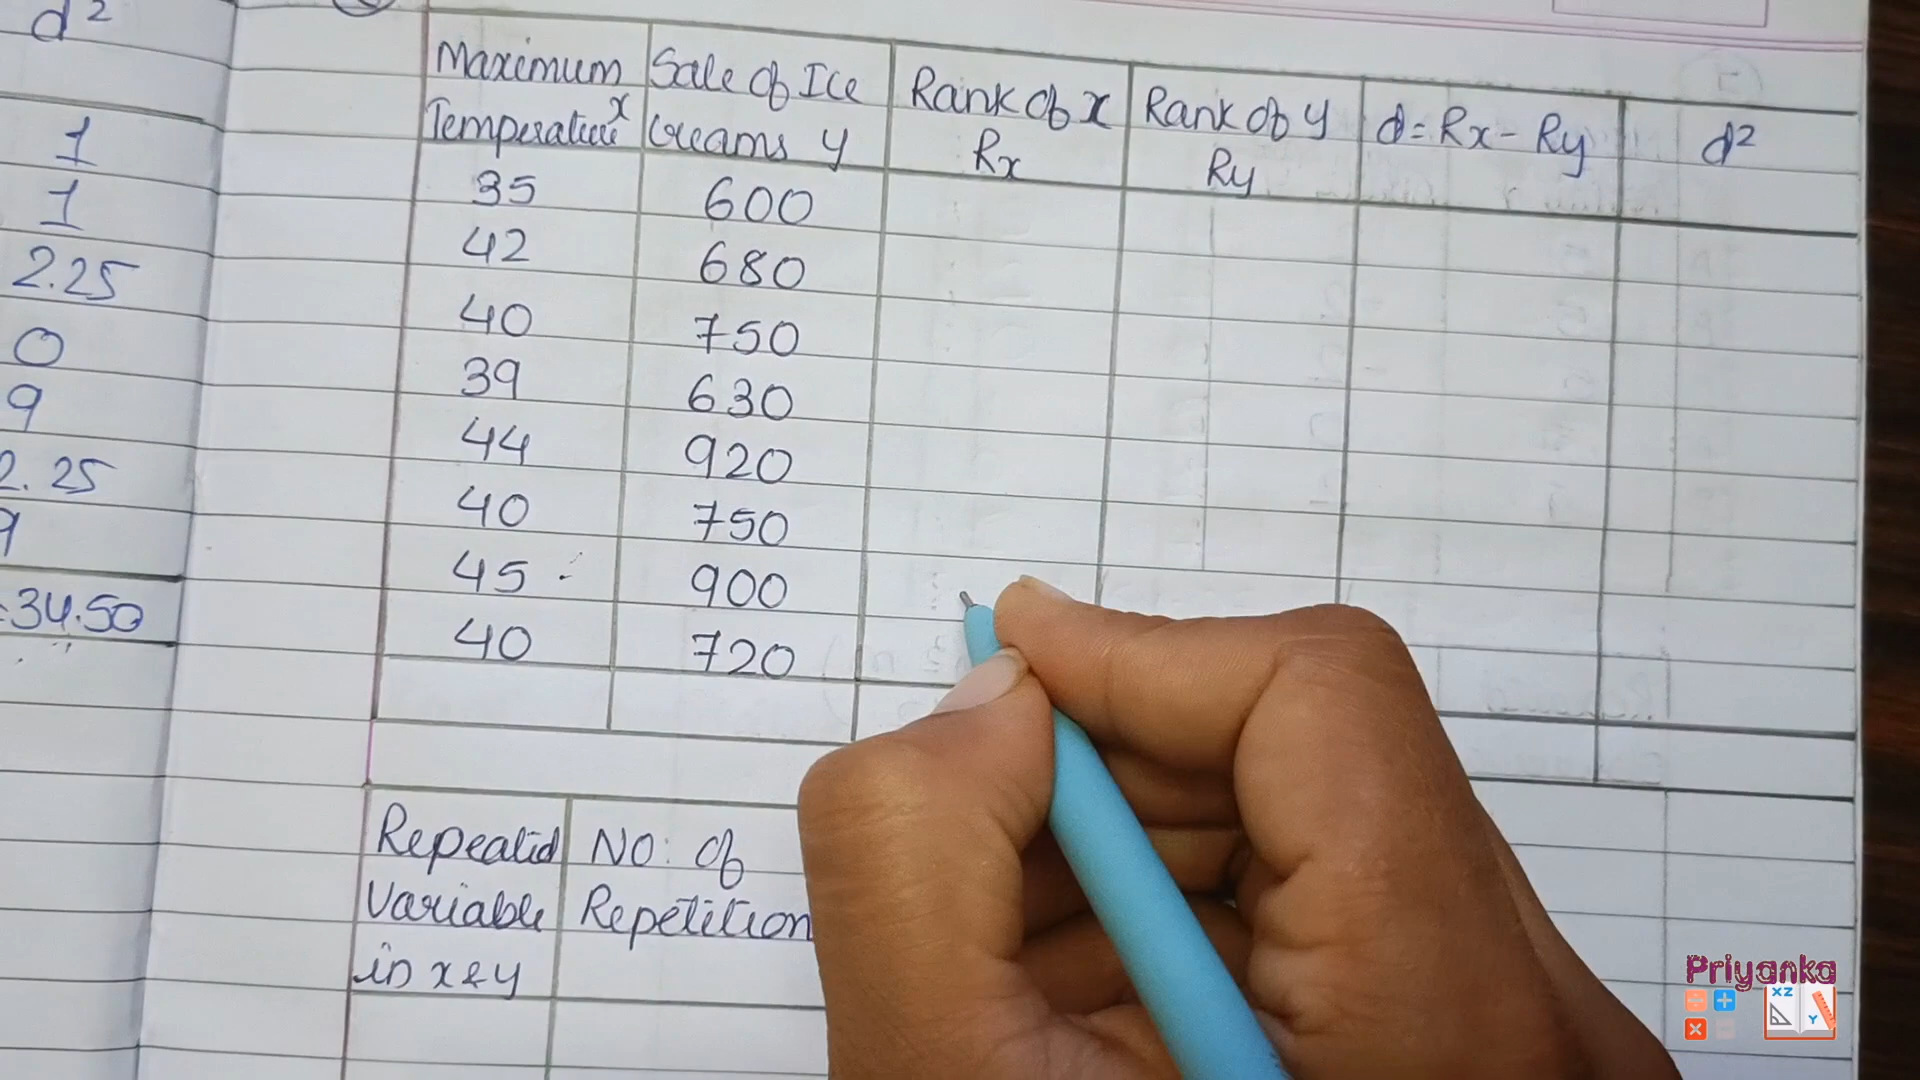 d²
1
1
2.25
0
9
2.25
9
34.50
Maximum Temperature x | Sale of Ice Creams y | Rank of x Rx | Rank of y Ry | d = Rx - Ry | d²
35 600
42 680
40 750
39 630
44 920
40 750
45 900
40 720
Repeated Variable in x & y | No. of Repetition
Priyanka
XZ
Y